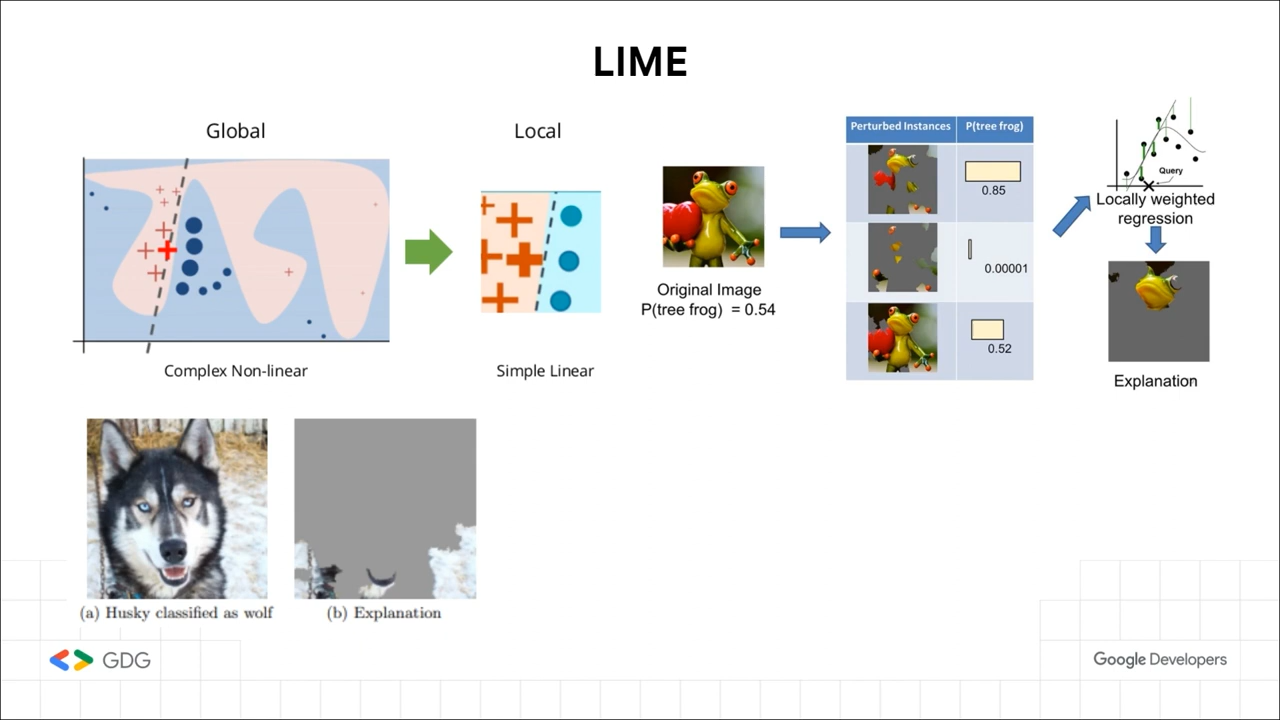 LIME
Global
Local
Complex Non-linear
Simple Linear
Original Image
P(tree frog) = 0.54
Perturbed Instances P(tree frog)
0.85
0.00001
0.52
Query
Locally weighted
regression
Explanation
(a) Husky classified as wolf
(b) Explanation
GDG
Google Developers